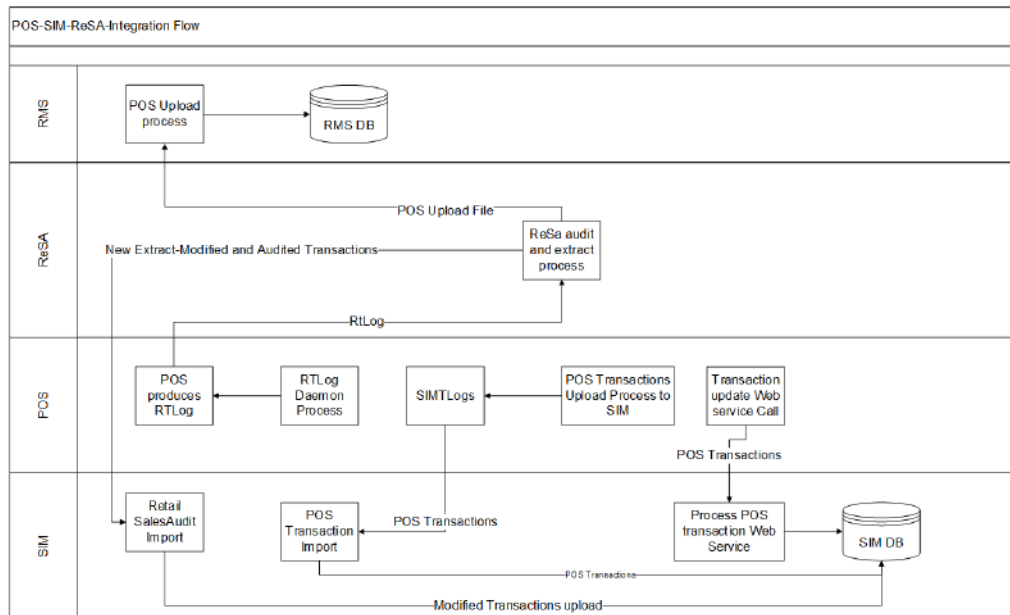 POS-SIM-ReSA-Integration Flow
RMS
POS Upload
process
RMS DB
ReSA
POS Upload File
New Extract-Modified and Audited Transactions
ReSa audit
and extract
process
RtLog
POS
POS
produces
RTLog
RTLog
Daemon
Process
SIMTLogs
POS Transactions
Upload Process to
SIM
Transaction
update Web
service Call
POS Transactions
SIM
Retail
SalesAudit
Import
POS
Transaction
Import
POS Transactions
Process POS
transaction Web
Service
SIM DB
POS Transactions
Modified Transactions upload